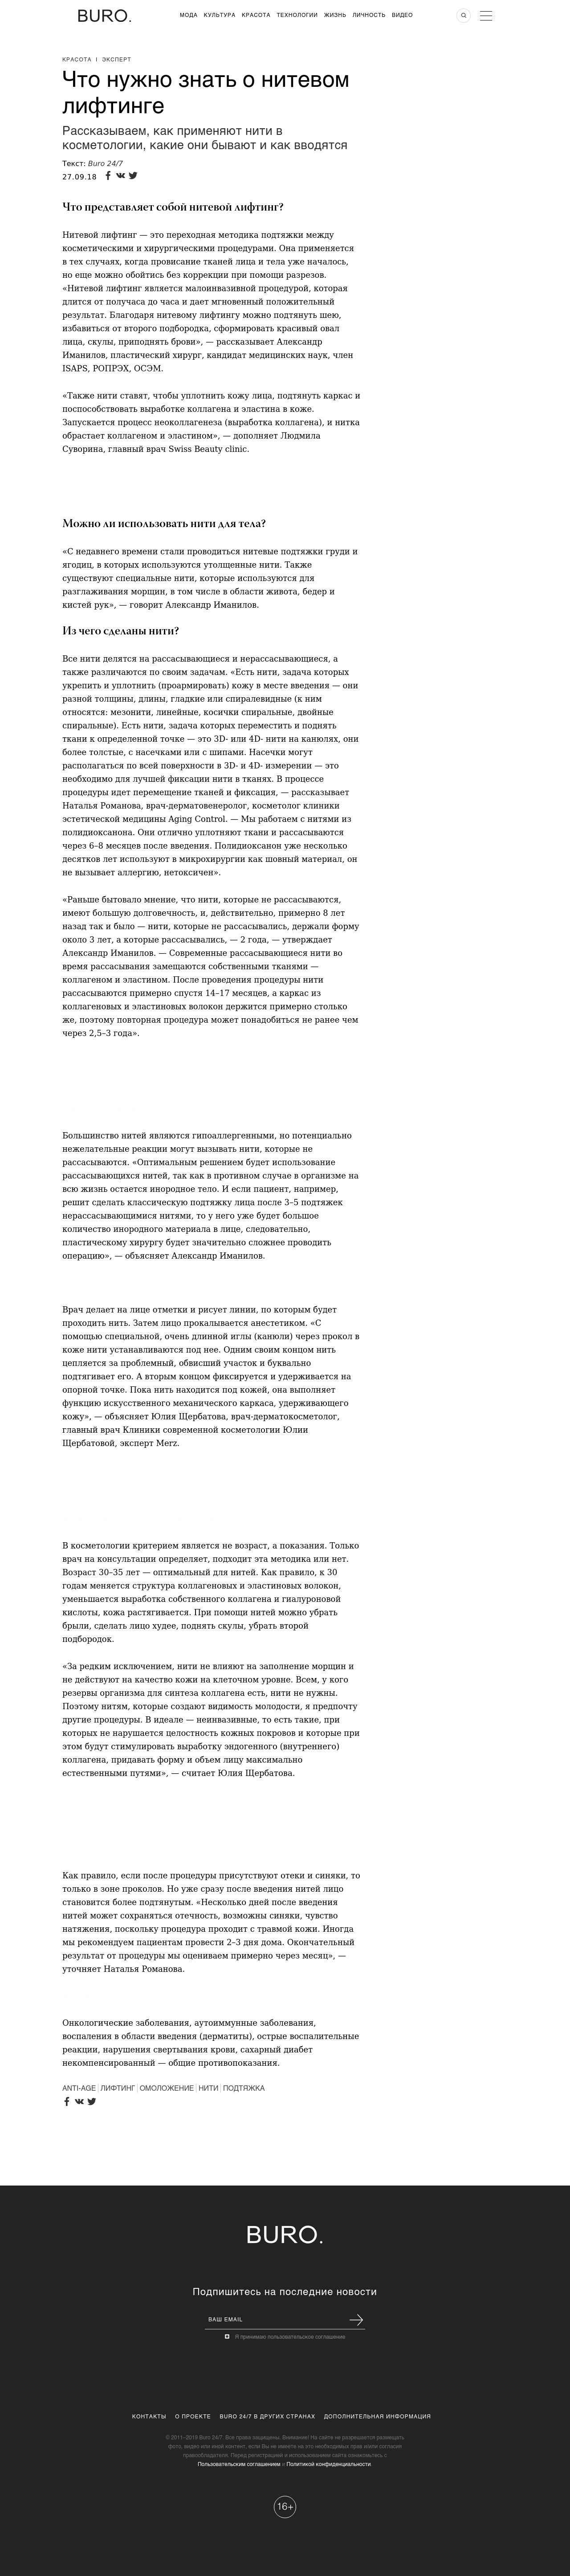 BURO.
МОДА КУЛЬТУРА КРАСОТА ТЕХНОЛОГИИ ЖИЗНЬ ЛИЧНОСТЬ ВИДЕО
КРАСОТА | ЭКСПЕРТ
Что нужно знать о нитевом
лифтинге
Рассказываем, как применяют нити в
косметологии, какие они бывают и как вводятся
Текст: Buro 24/7
27.09.18
Что представляет собой нитевой лифтинг?
Нитевой лифтинг — это переходная методика подтяжки между
косметическими и хирургическими процедурами. Она применяется
в тех случаях, когда провисание тканей лица и тела уже началось,
но еще можно обойтись без коррекции при помощи разрезов.
«Нитевой лифтинг является малоинвазивной процедурой, которая
длится от получаса до часа и дает мгновенный положительный
результат. Благодаря нитевому лифтингу можно подтянуть шею,
избавиться от второго подбородка, сформировать красивый овал
лица, скулы, приподнять брови», — рассказывает Александр
Иманилов, пластический хирург, кандидат медицинских наук, член
ISAPS, РОПРЭХ, ОСЭМ.
«Также нити ставят, чтобы уплотнить кожу лица, подтянуть каркас и
поспособствовать выработке коллагена и эластина в коже.
Запускается процесс неоколлагенеза (выработка коллагена), и нитка
обрастает коллагеном и эластином», — дополняет Людмила
Суворина, главный врач Swiss Beauty clinic.
Можно ли использовать нити для тела?
«С недавнего времени стали проводиться нитевые подтяжки груди и
ягодиц, в которых используются утолщенные нити. Также
существуют специальные нити, которые используются для
разглаживания морщин, в том числе в области живота, бедер и
кистей рук», — говорит Александр Иманилов.
Из чего сделаны нити?
Все нити делятся на рассасывающиеся и нерассасывающиеся, а
также различаются по своим задачам. «Есть нити, задача которых
укрепить и уплотнить (проармировать) кожу в месте введения — они
разной толщины, длины, гладкие или спиралевидные (к ним
относятся: мезонити, линейные, косички спиральные, двойные
спиральные). Есть нити, задача которых переместить и поднять
ткани к определенной точке — это 3D- или 4D- нити на канюлях, они
более толстые, с насечками или с шипами. Насечки могут
располагаться по всей поверхности в 3D- и 4D- измерении — это
необходимо для лучшей фиксации нити в тканях. В процессе
процедуры идет перемещение тканей и фиксация, — рассказывает
Наталья Романова, врач-дерматовенеролог, косметолог клиники
эстетической медицины Aging Control. — Мы работаем с нитями из
полидиоксанона. Они отлично уплотняют ткани и рассасываются
через 6–8 месяцев после введения. Полидиоксанон уже несколько
десятков лет используют в микрохирургии как шовный материал, он
не вызывает аллергию, нетоксичен».
«Раньше бытовало мнение, что нити, которые не рассасываются,
имеют большую долговечность, и, действительно, примерно 8 лет
назад так и было — нити, которые не рассасывались, держали форму
около 3 лет, а которые рассасывались, — 2 года, — утверждает
Александр Иманилов. — Современные рассасывающиеся нити во
время рассасывания замещаются собственными тканями —
коллагеном и эластином. После проведения процедуры нити
рассасываются примерно спустя 14–17 месяцев, а каркас из
коллагеновых и эластиновых волокон держится примерно столько
же, поэтому повторная процедура может понадобиться не ранее чем
через 2,5–3 года».
Большинство нитей являются гипоаллергенными, но потенциально
нежелательные реакции могут вызывать нити, которые не
рассасываются. «Оптимальным решением будет использование
рассасывающихся нитей, так как в противном случае в организме на
всю жизнь остается инородное тело. И если пациент, например,
решит сделать классическую подтяжку лица после 3–5 подтяжек
нерассасывающимися нитями, то у него уже будет большое
количество инородного материала в лице, следовательно,
пластическому хирургу будет значительно сложнее проводить
операцию», — объясняет Александр Иманилов.
Врач делает на лице отметки и рисует линии, по которым будет
проходить нить. Затем лицо прокалывается анестетиком. «С
помощью специальной, очень длинной иглы (канюли) через прокол в
коже нити устанавливаются под нее. Одним своим концом нить
цепляется за проблемный, обвисший участок и буквально
подтягивает его. А вторым концом фиксируется и удерживается на
опорной точке. Пока нить находится под кожей, она выполняет
функцию искусственного механического каркаса, удерживающего
кожу», — объясняет Юлия Щербатова, врач-дерматокосметолог,
главный врач Клиники современной косметологии Юлии
Щербатовой, эксперт Merz.
В косметологии критерием является не возраст, а показания. Только
врач на консультации определяет, подходит эта методика или нет.
Возраст 30–35 лет — оптимальный для нитей. Как правило, к 30
годам меняется структура коллагеновых и эластиновых волокон,
уменьшается выработка собственного коллагена и гиалуроновой
кислоты, кожа растягивается. При помощи нитей можно убрать
брыли, сделать лицо худее, поднять скулы, убрать второй
подбородок.
«За редким исключением, нити не влияют на заполнение морщин и
не действуют на качество кожи на клеточном уровне. Всем, у кого
резервы организма для синтеза коллагена есть, нити не нужны.
Поэтому нитям, которые создают видимость молодости, я предпочту
другие процедуры. В идеале — неинвазивные, то есть такие, при
которых не нарушается целостность кожных покровов и которые при
этом будут стимулировать выработку эндогенного (внутреннего)
коллагена, придавать форму и объем лицу максимально
естественными путями», — считает Юлия Щербатова.
Как правило, если после процедуры присутствуют отеки и синяки, то
только в зоне проколов. Но уже сразу после введения нитей лицо
становится более подтянутым. «Несколько дней после введения
нитей может сохраняться отечность, возможны синяки, чувство
натяжения, поскольку процедура проходит с травмой кожи. Иногда
мы рекомендуем пациентам провести 2–3 дня дома. Окончательный
результат от процедуры мы оцениваем примерно через месяц», —
уточняет Наталья Романова.
Онкологические заболевания, аутоиммунные заболевания,
воспаления в области введения (дерматиты), острые воспалительные
реакции, нарушения свертывания крови, сахарный диабет
некомпенсированный — общие противопоказания.
ANTI-AGE | ЛИФТИНГ | ОМОЛОЖЕНИЕ | НИТИ | ПОДТЯЖКА
BURO.
Подпишитесь на последние новости
ВАШ EMAIL
Я принимаю пользовательское соглашение
КОНТАКТЫ О ПРОЕКТЕ BURO 24/7 В ДРУГИХ СТРАНАХ ДОПОЛНИТЕЛЬНАЯ ИНФОРМАЦИЯ
© 2011–2019 Buro 24/7. Все права защищены. Внимание! На сайте не разрешается размещать
фото, видео или иной контент, если Вы не имеете на это необходимых прав и/или согласия
правообладателя. Перед регистрацией и использованием сайта ознакомьтесь с
Пользовательским соглашением и Политикой конфиденциальности
16+